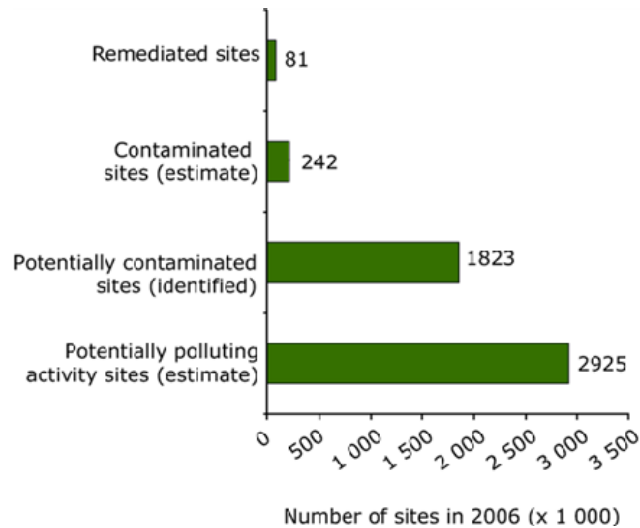 Remediated sites
81
Contaminated
sites (estimate)
242
Potentially contaminated
sites (identified)
1823
Potentially polluting
activity sites (estimate)
2925
0
500
1 000
1 500
2 000
2 500
3 000
3 500
Number of sites in 2006 (x 1 000)